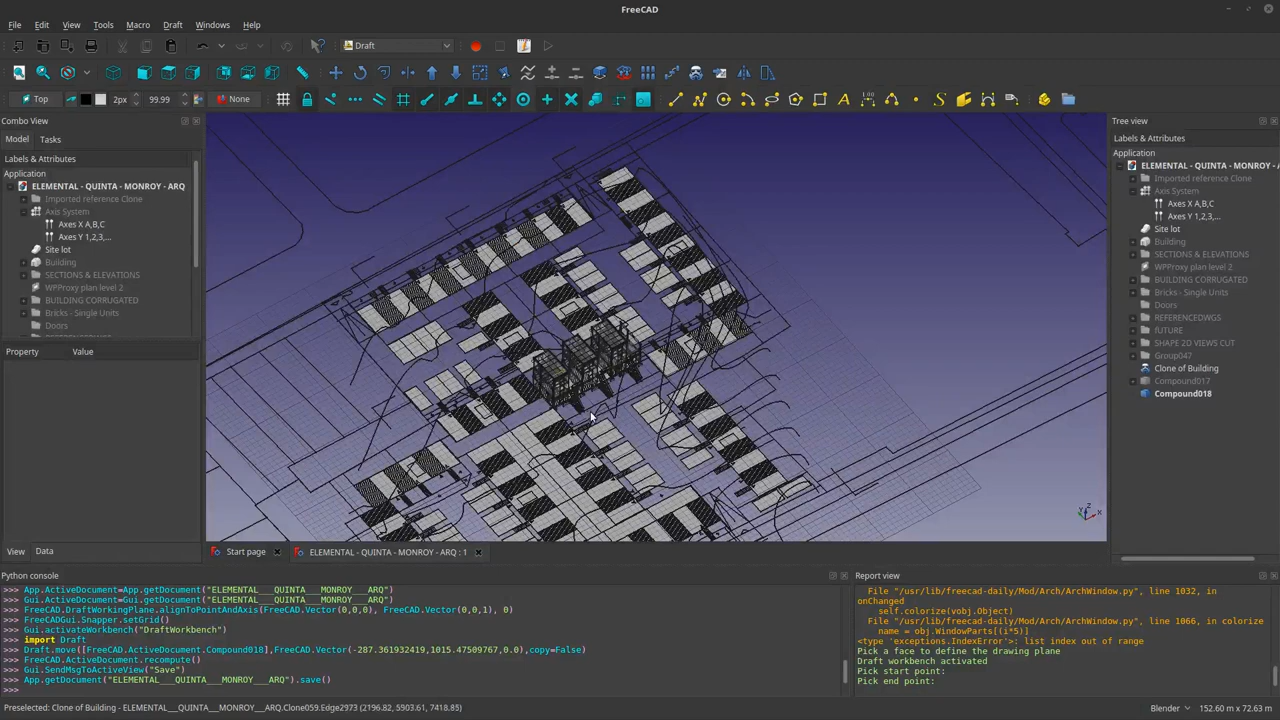 FreeCAD
File Edit View Tools Macro Draft Windows Help
Draft
Top 2px 99.99 None
Combo View
Model Tasks
Labels & Attributes
Application
ELEMENTAL - QUINTA - MONROY - ARQ
Imported reference Clone
Axis System
Axes X A,B,C
Axes Y 1,2,3,...
Site lot
Building
SECTIONS & ELEVATIONS
WPProxy plan level 2
BUILDING CORRUGATED
Bricks - Single Units
Doors
Property Value
View Data
Start page ELEMENTAL - QUINTA - MONROY - ARQ : 1
Tree view
Labels & Attributes
Application
ELEMENTAL - QUINTA - MONROY - A
Imported reference Clone
Axis System
Axes X A,B,C
Axes Y 1,2,3,...
Site lot
Building
SECTIONS & ELEVATIONS
WPProxy plan level 2
BUILDING CORRUGATED
Bricks - Single Units
Doors
REFERENCEDWGS
fUTURE
SHAPE 2D VIEWS CUT
Group047
Clone of Building
Compound017
Compound018
Python console
>>> App.ActiveDocument=App.getDocument("ELEMENTAL___QUINTA___MONROY___ARQ")
>>> Gui.ActiveDocument=Gui.getDocument("ELEMENTAL___QUINTA___MONROY___ARQ")
>>> FreeCAD.DraftWorkingPlane.alignToPointAndAxis(FreeCAD.Vector(0,0,0), FreeCAD.Vector(0,0,1), 0)
>>> FreeCADGui.Snapper.setGrid()
>>> Gui.activateWorkbench("DraftWorkbench")
>>> import Draft
>>> Draft.move([FreeCAD.ActiveDocument.Compound018],FreeCAD.Vector(-287.361932419,1015.47509767,0.0),copy=False)
>>> FreeCAD.ActiveDocument.recompute()
>>> Gui.SendMsgToActiveView("Save")
>>> App.getDocument("ELEMENTAL___QUINTA___MONROY___ARQ").save()
>>>
Report view
File "/usr/lib/freecad-daily/Mod/Arch/ArchWindow.py", line 1032, in
onChanged
self.colorize(vobj.Object)
File "/usr/lib/freecad-daily/Mod/Arch/ArchWindow.py", line 1066, in colorize
name = obj.WindowParts[(i*5)]
<type 'exceptions.IndexError'>: list index out of range
Pick a face to define the drawing plane
Draft workbench activated
Pick start point:
Pick end point:
Preselected: Clone of Building - ELEMENTAL___QUINTA___MONROY___ARQ.Clone059.Edge2973 (2196.82, 5903.61, 7418.85)
Blender 152.60 m x 72.63 m